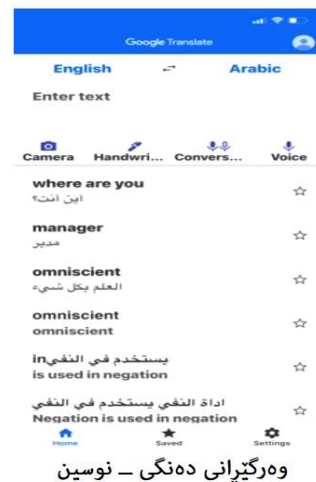 Google Translate
English Arabic
Enter text
Camera Handwri... Convers... Voice
where are you
اين انت؟
manager
مدير
omniscient
العلم بكل شيء
omniscient
omniscient
يستخدم في النفيin
is used in negation
اداة النفي يستخدم في النفي
Negation is used in negation
Home Saved Settings
وەرگێڕانی دەنگی – نوسین